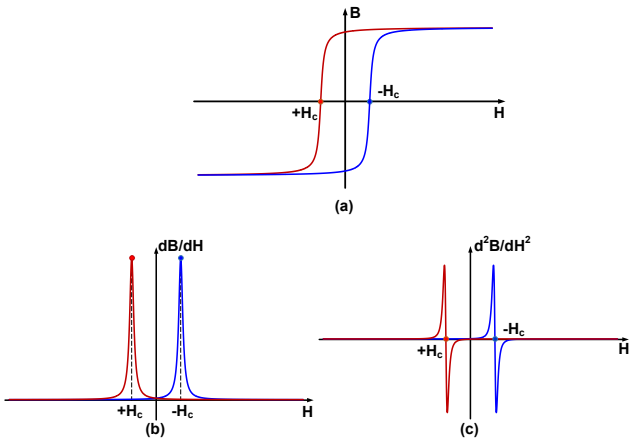 B
-Hc
+Hc
H
(a)
dB/dH
+Hc
-Hc
H
(b)
d²B/dH²
-Hc
+Hc
H
(c)